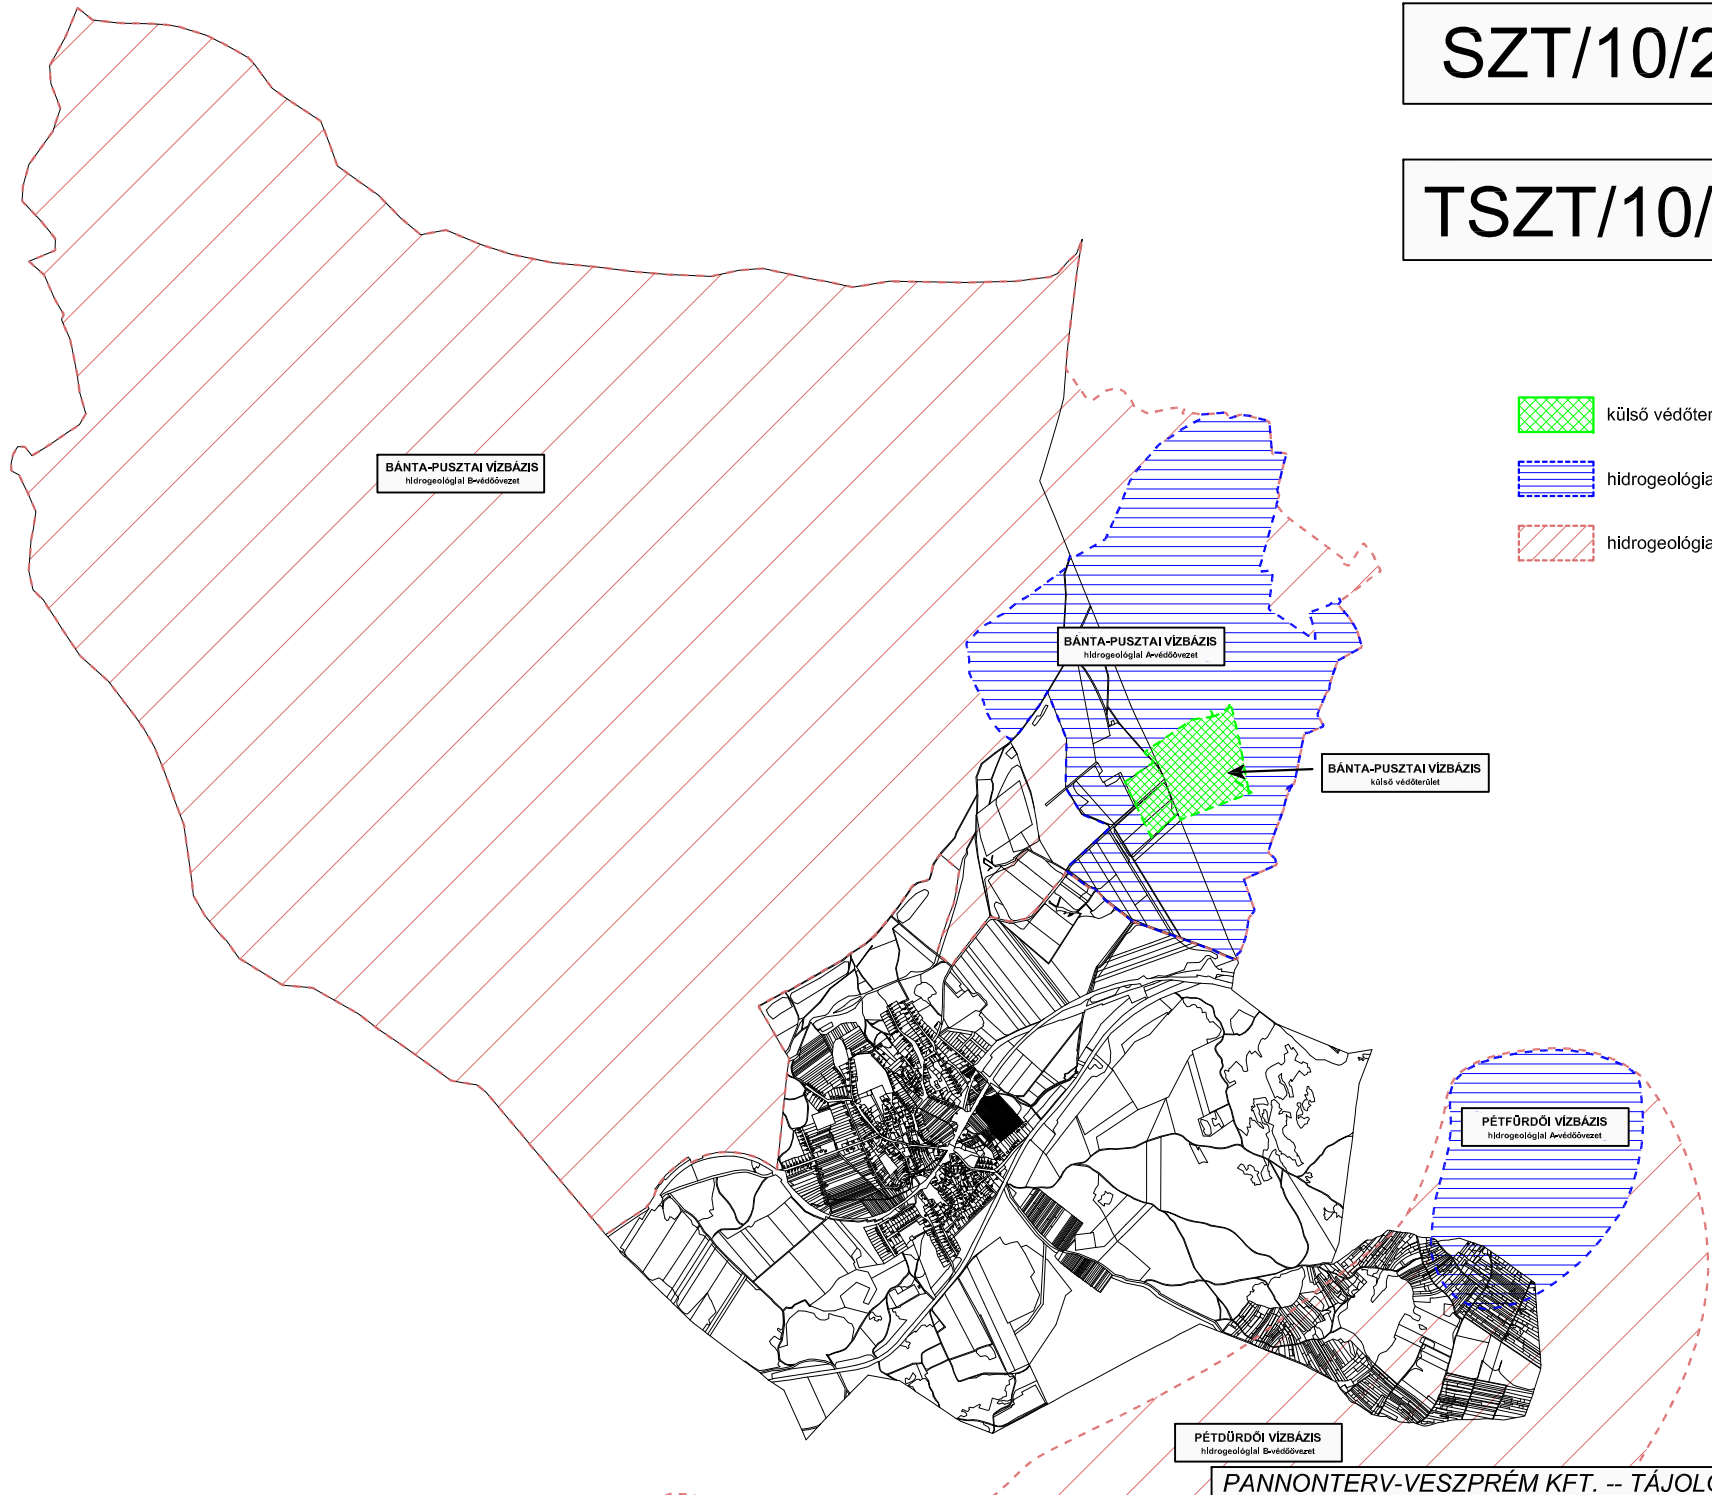 SZT/10/2
TSZT/10/
külső védőter
hidrogeológia
hidrogeológia
BÁNTA-PUSZTAI VÍZBÁZIS
hidrogeológiai B-védőövezet
BÁNTA-PUSZTAI VÍZBÁZIS
hidrogeológiai A-védőövezet
BÁNTA-PUSZTAI VÍZBÁZIS
külső védőterület
PÉTFÜRDŐI VÍZBÁZIS
hidrogeológiai A-védőövezet
PÉTDÜRDŐI VÍZBÁZIS
hidrogeológiai B-védőövezet
PANNONTERV-VESZPRÉM KFT. -- TÁJOLÓ